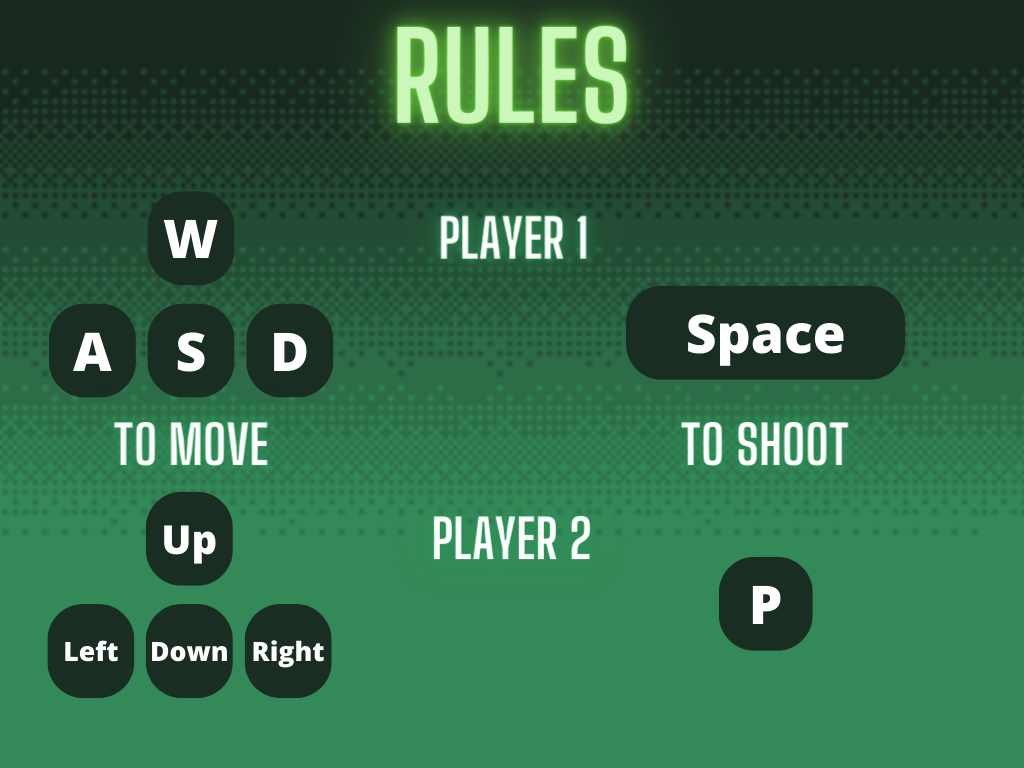 RULES
PLAYER 1
W
A S D
Space
TO MOVE
TO SHOOT
PLAYER 2
Up
Left Down Right
P